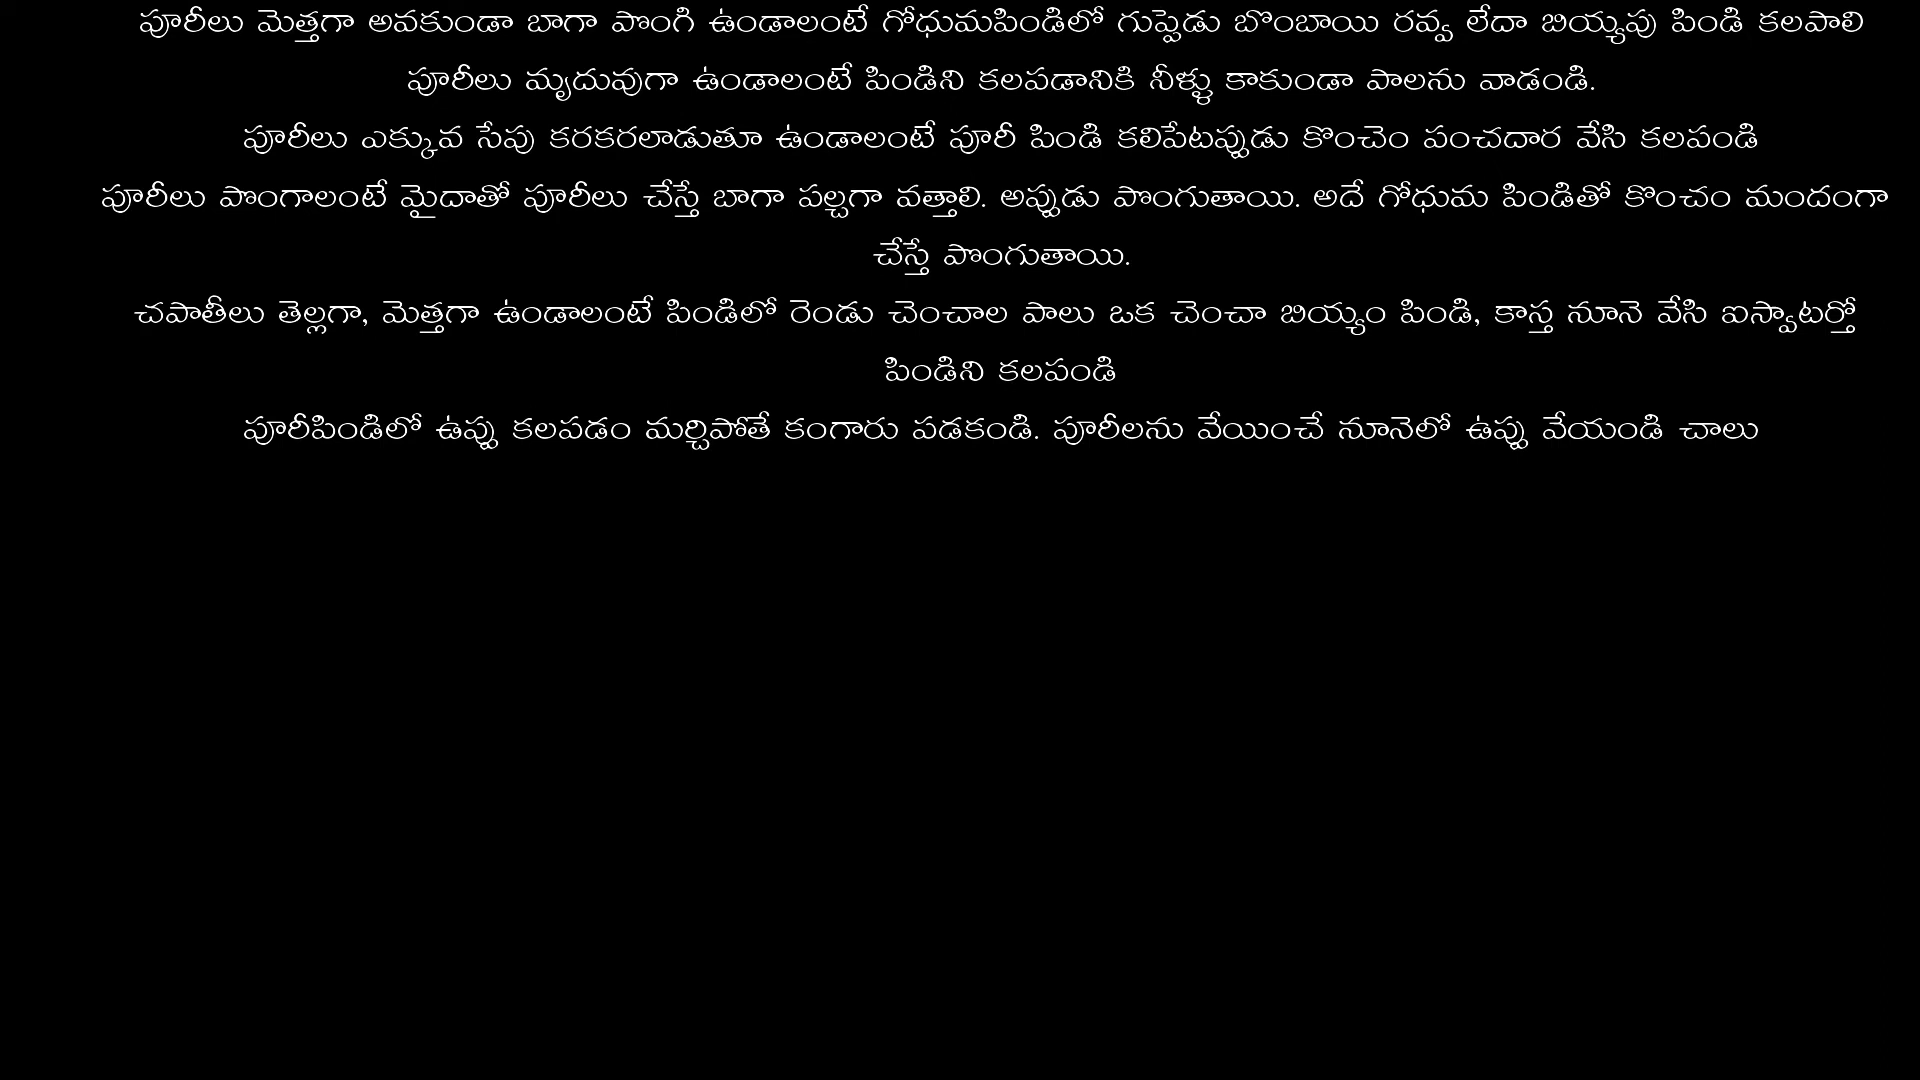 పూరీలు మెత్తగా అవకుండా బాగా పొంగి ఉండాలంటే గోధుమపిండిలో గుప్పెడు బొంబాయి రవ్వ లేదా బియ్యపు పిండి కలపాలి
పూరీలు మృదువుగా ఉండాలంటే పిండిని కలపడానికి నీళ్ళు కాకుండా పాలను వాడండి.
పూరీలు ఎక్కువ సేపు కరకరలాడుతూ ఉండాలంటే పూరీ పిండి కలిపేటప్పుడు కొంచెం పంచదార వేసి కలపండి
పూరీలు పొంగాలంటే మైదాతో పూరీలు చేస్తే బాగా పల్చగా వత్తాలి. అప్పుడు పొంగుతాయి. అదే గోధుమ పిండితో కొంచం మందంగా
చేస్తే పొంగుతాయి.
చపాతీలు తెల్లగా, మెత్తగా ఉండాలంటే పిండిలో రెండు చెంచాల పాలు ఒక చెంచా బియ్యం పిండి, కాస్త నూనె వేసి ఐస్వాటర్తో
పిండిని కలపండి
పూరీపిండిలో ఉప్పు కలపడం మర్చిపోతే కంగారు పడకండి. పూరీలను వేయించే నూనెలో ఉప్పు వేయండి చాలు